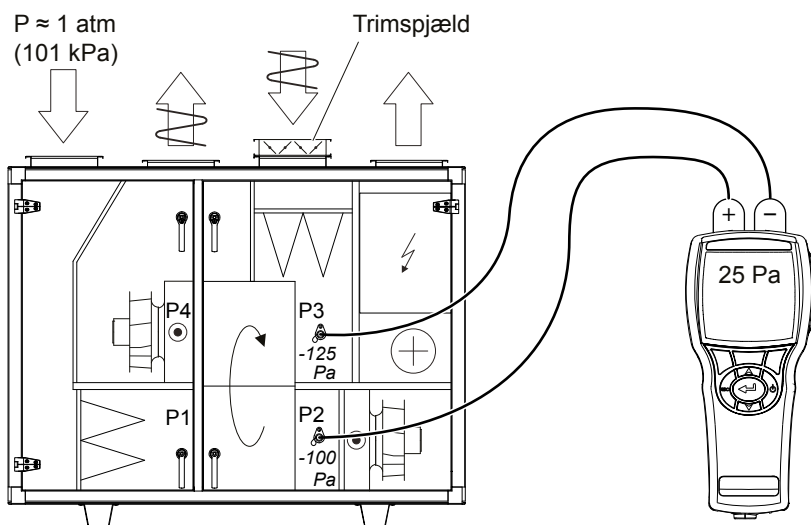 P ≈ 1 atm
(101 kPa)
Trimspjæld
+ −
25 Pa
P4
P3
-125
Pa
P1
P2
-100
Pa